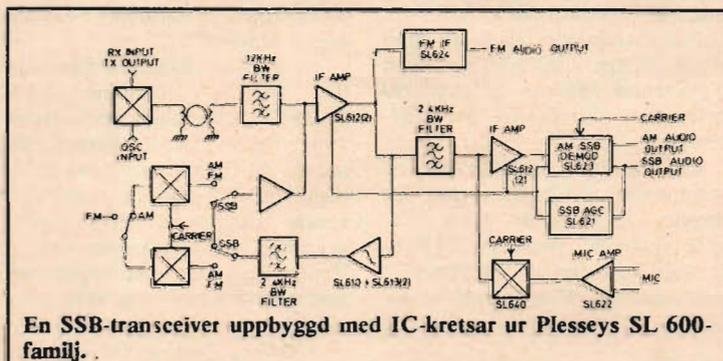 RX INPUT
TX OUTPUT
OSC
INPUT
12KHz
BW
FILTER
IF AMP
SL612(2)
FM IF
SL624
FM AUDIO OUTPUT
2 4KHz
BW
FILTER
IF AMP
SL612
(2)
CARRIER
AM SSB
DEMOD
SL623
AM AUDIO
OUTPUT
SSB AUDIO
OUTPUT
SSB AGC
SL621
FM
AM
AM
FM
CARRIER
SSB
SSB
AM
FM
2 4KHz
BW
FILTER
SL610 + SL613(2)
CARRIER
SL640
MIC AMP
SL622
MIC
En SSB-transceiver uppbyggd med IC-kretsar ur Plesseys SL 600-
familj.